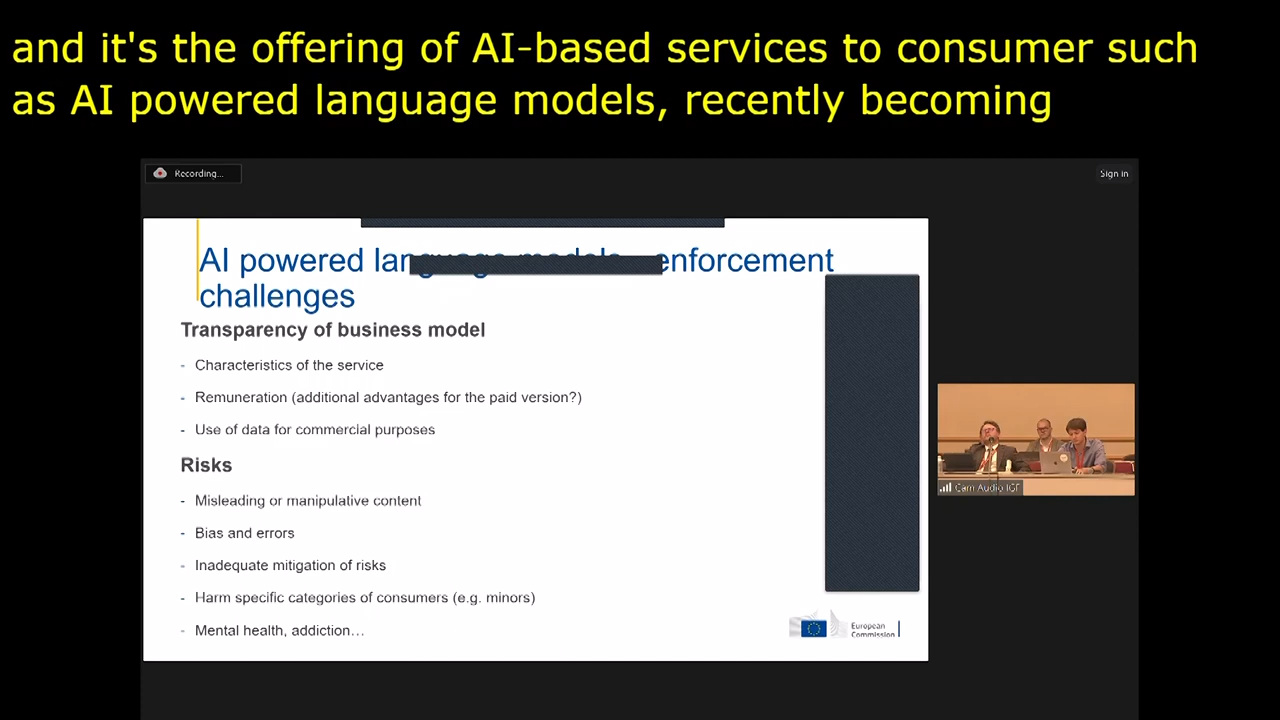 and it's the offering of AI-based services to consumer such
as AI powered language models, recently becoming
Recording...
Sign in
AI powered language models - enforcement
challenges
Transparency of business model
- Characteristics of the service
- Remuneration (additional advantages for the paid version?)
- Use of data for commercial purposes
Risks
- Misleading or manipulative content
- Bias and errors
- Inadequate mitigation of risks
- Harm specific categories of consumers (e.g. minors)
- Mental health, addiction…
European
Commission
Cam Audio IGF